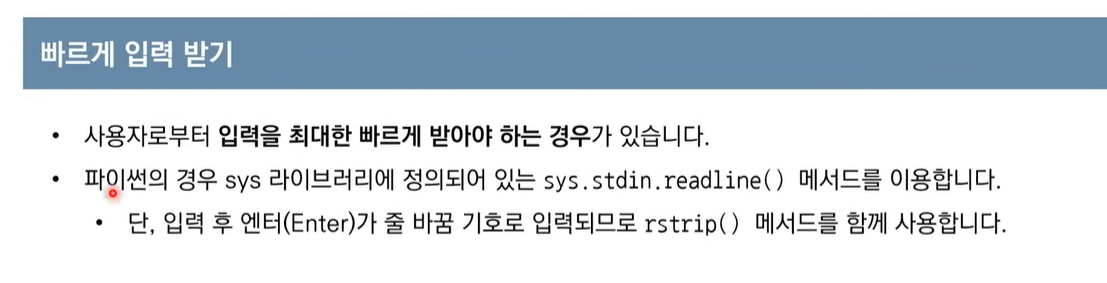 빠르게 입력 받기
• 사용자로부터 입력을 최대한 빠르게 받아야 하는 경우가 있습니다.
• 파이썬의 경우 sys 라이브러리에 정의되어 있는 sys.stdin.readline() 메서드를 이용합니다.
• 단, 입력 후 엔터(Enter)가 줄 바꿈 기호로 입력되므로 rstrip() 메서드를 함께 사용합니다.